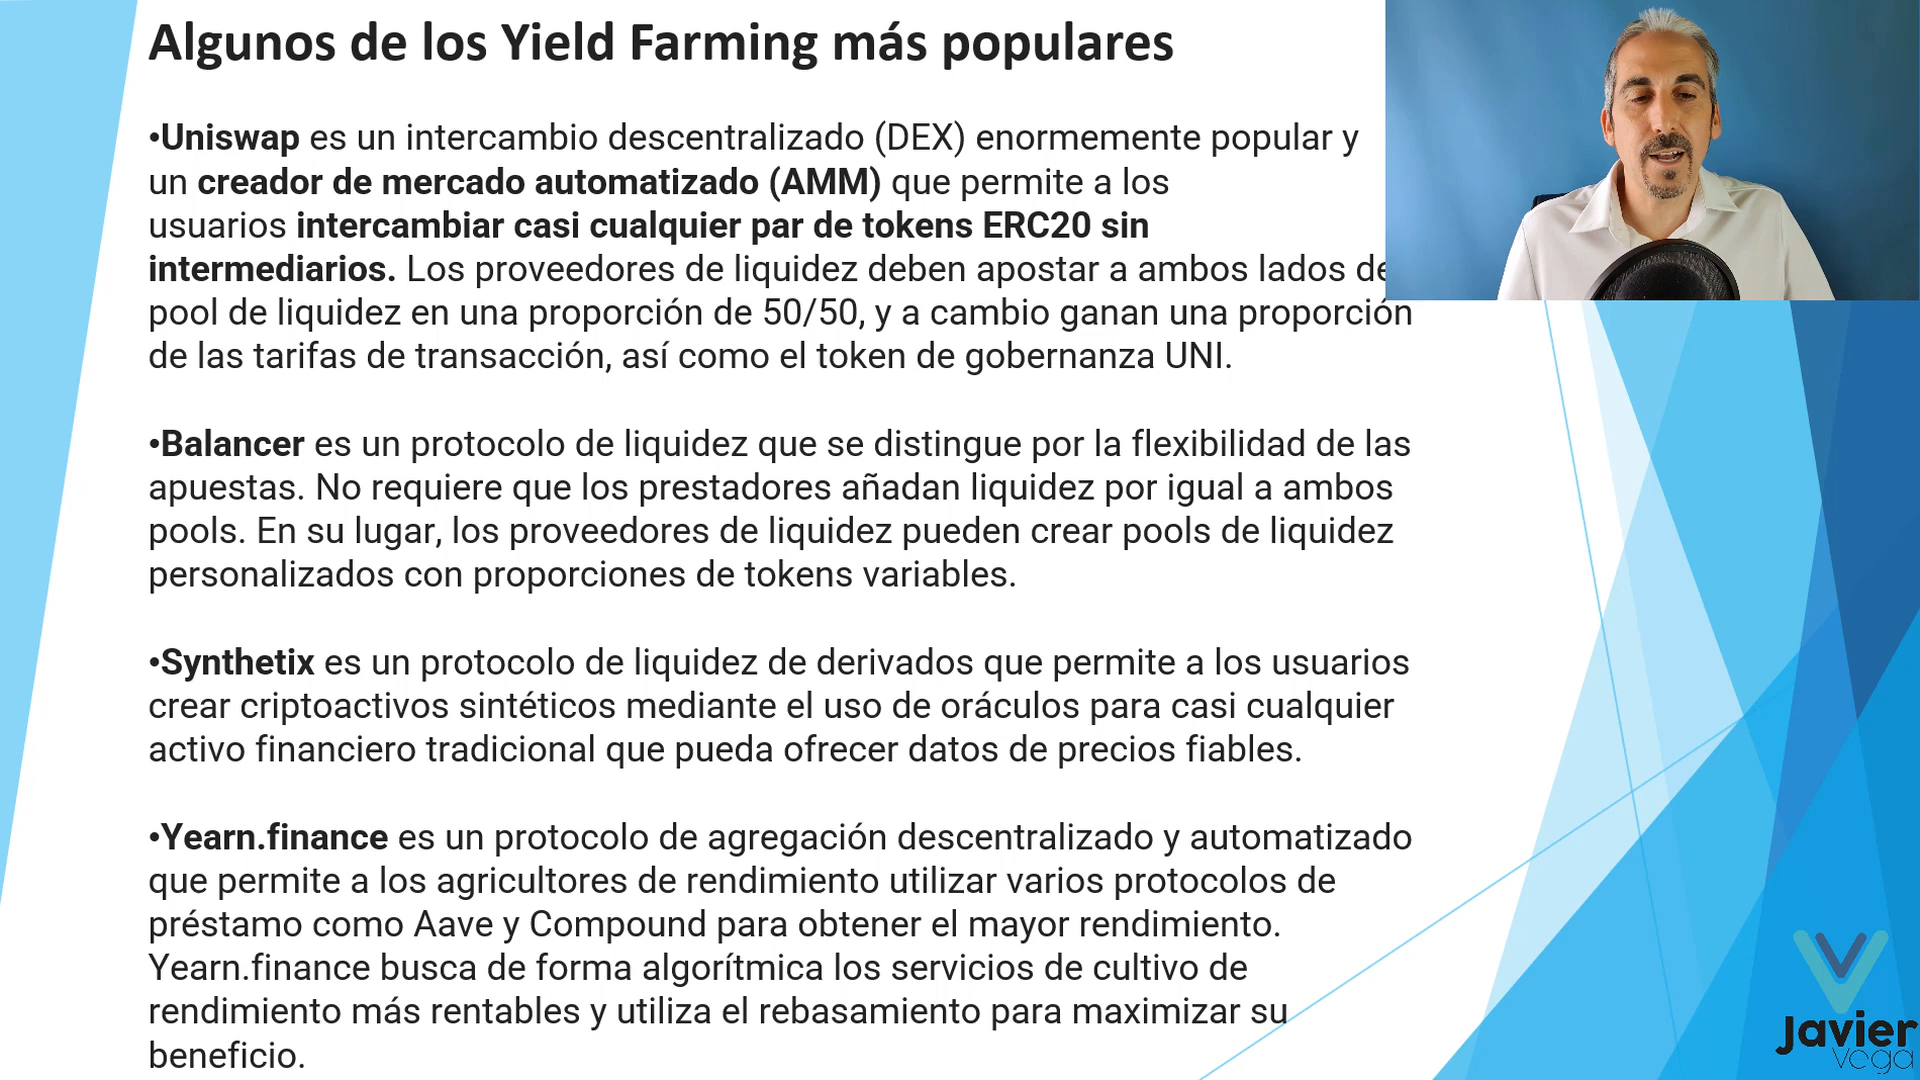 Algunos de los Yield Farming más populares
•Uniswap es un intercambio descentralizado (DEX) enormemente popular y
un creador de mercado automatizado (AMM) que permite a los
usuarios intercambiar casi cualquier par de tokens ERC20 sin
intermediarios. Los proveedores de liquidez deben apostar a ambos lados de
pool de liquidez en una proporción de 50/50, y a cambio ganan una proporción
de las tarifas de transacción, así como el token de gobernanza UNI.
•Balancer es un protocolo de liquidez que se distingue por la flexibilidad de las
apuestas. No requiere que los prestadores añadan liquidez por igual a ambos
pools. En su lugar, los proveedores de liquidez pueden crear pools de liquidez
personalizados con proporciones de tokens variables.
•Synthetix es un protocolo de liquidez de derivados que permite a los usuarios
crear criptoactivos sintéticos mediante el uso de oráculos para casi cualquier
activo financiero tradicional que pueda ofrecer datos de precios fiables.
•Yearn.finance es un protocolo de agregación descentralizado y automatizado
que permite a los agricultores de rendimiento utilizar varios protocolos de
préstamo como Aave y Compound para obtener el mayor rendimiento.
Yearn.finance busca de forma algorítmica los servicios de cultivo de
rendimiento más rentables y utiliza el rebasamiento para maximizar su
beneficio.
Javier
Vega